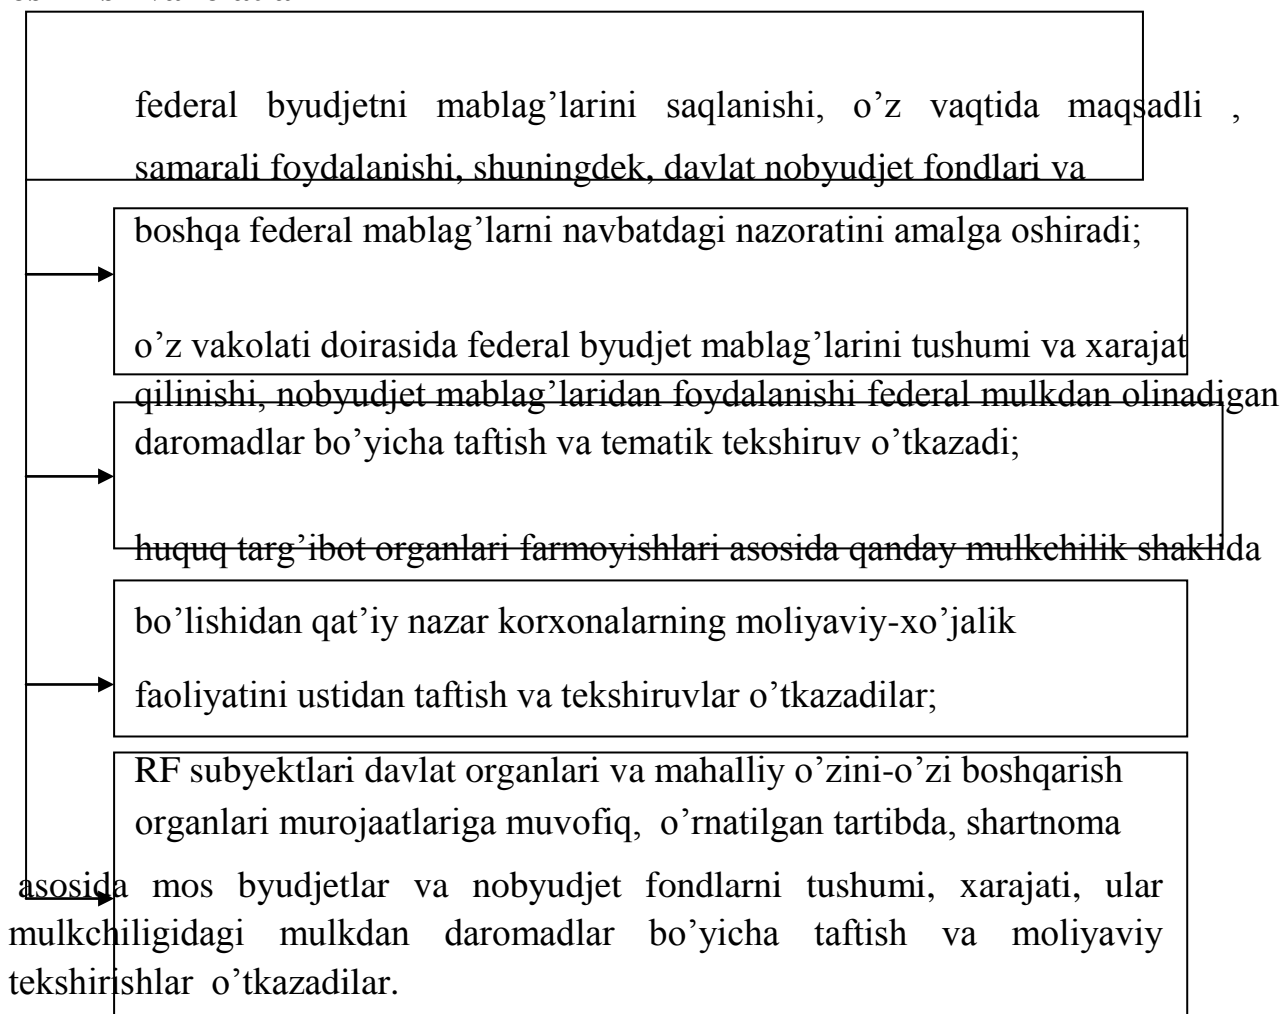 federal byudjetni mablag’larini saqlanishi, o’z vaqtida maqsadli ,
samarali foydalanishi, shuningdek, davlat nobyudjet fondlari va
boshqa federal mablag’larni navbatdagi nazoratini amalga oshiradi;
o’z vakolati doirasida federal byudjet mablag’larini tushumi va xarajat
qilinishi, nobyudjet mablag’laridan foydalanishi federal mulkdan olinadigan
daromadlar bo’yicha taftish va tematik tekshiruv o’tkazadi;
huquq targ’ibot organlari farmoyishlari asosida qanday mulkchilik shaklida
bo’lishidan qat’iy nazar korxonalarning moliyaviy-xo’jalik
faoliyatini ustidan taftish va tekshiruvlar o’tkazadilar;
RF subyektlari davlat organlari va mahalliy o’zini-o’zi boshqarish
organlari murojaatlariga muvofiq, o’rnatilgan tartibda, shartnoma
asosida mos byudjetlar va nobyudjet fondlarni tushumi, xarajati, ular
mulkchiligidagi mulkdan daromadlar bo’yicha taftish va moliyaviy
tekshirishlar o’tkazadilar.